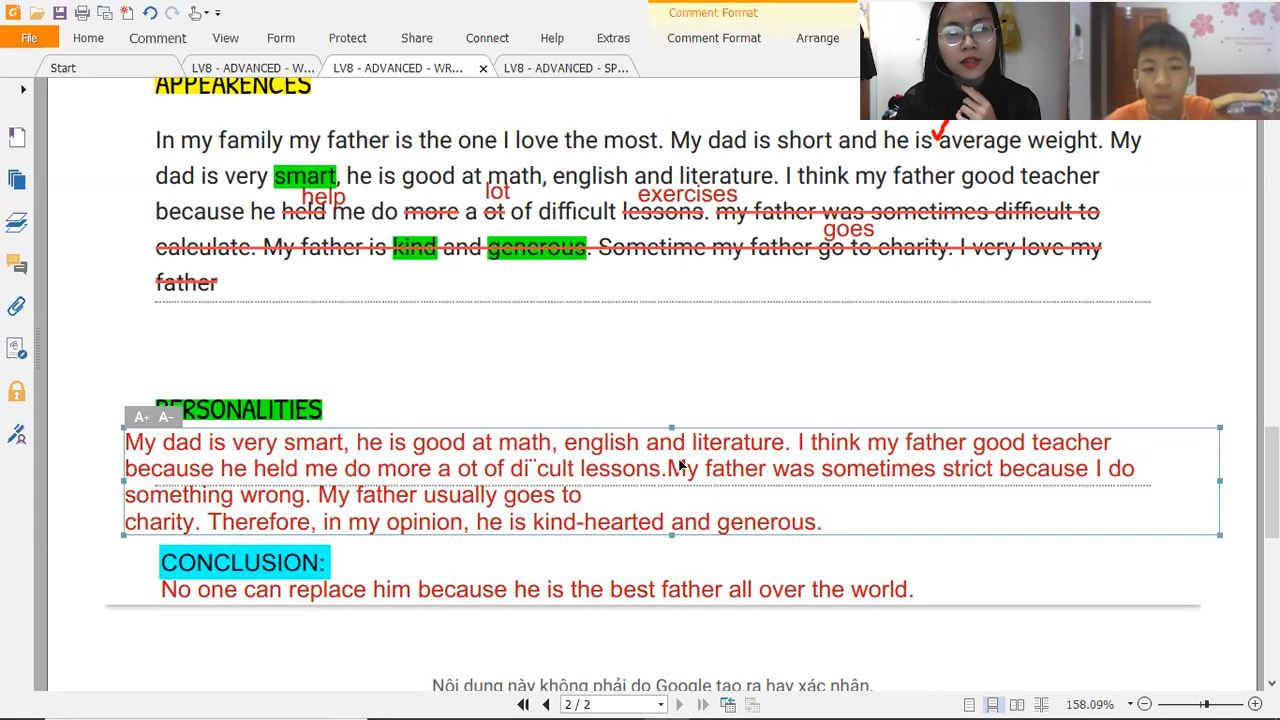 Comment Format
File Home Comment View Form Protect Share Connect Help Extras Comment Format Arrange
Start LV8 - ADVANCED - W... LV8 - ADVANCED - WR... LV8 - ADVANCED - SP...
APPEARENCES
In my family my father is the one I love the most. My dad is short and he is average weight. My
dad is very smart, he is good at math, english and literature. I think my father good teacher
help lot exercises
because he held me do more a ot of difficult lessons. my father was sometimes difficult to
goes
calculate. My father is kind and generous. Sometime my father go to charity. I very love my
father
A+ A-
PERSONALITIES
My dad is very smart, he is good at math, english and literature. I think my father good teacher
because he held me do more a ot of di¨cult lessons.My father was sometimes strict because I do
something wrong. My father usually goes to
charity. Therefore, in my opinion, he is kind-hearted and generous.
CONCLUSION:
No one can replace him because he is the best father all over the world.
Nội dung này không phải do Google tạo ra hay xác nhận.
2 / 2 158.09%